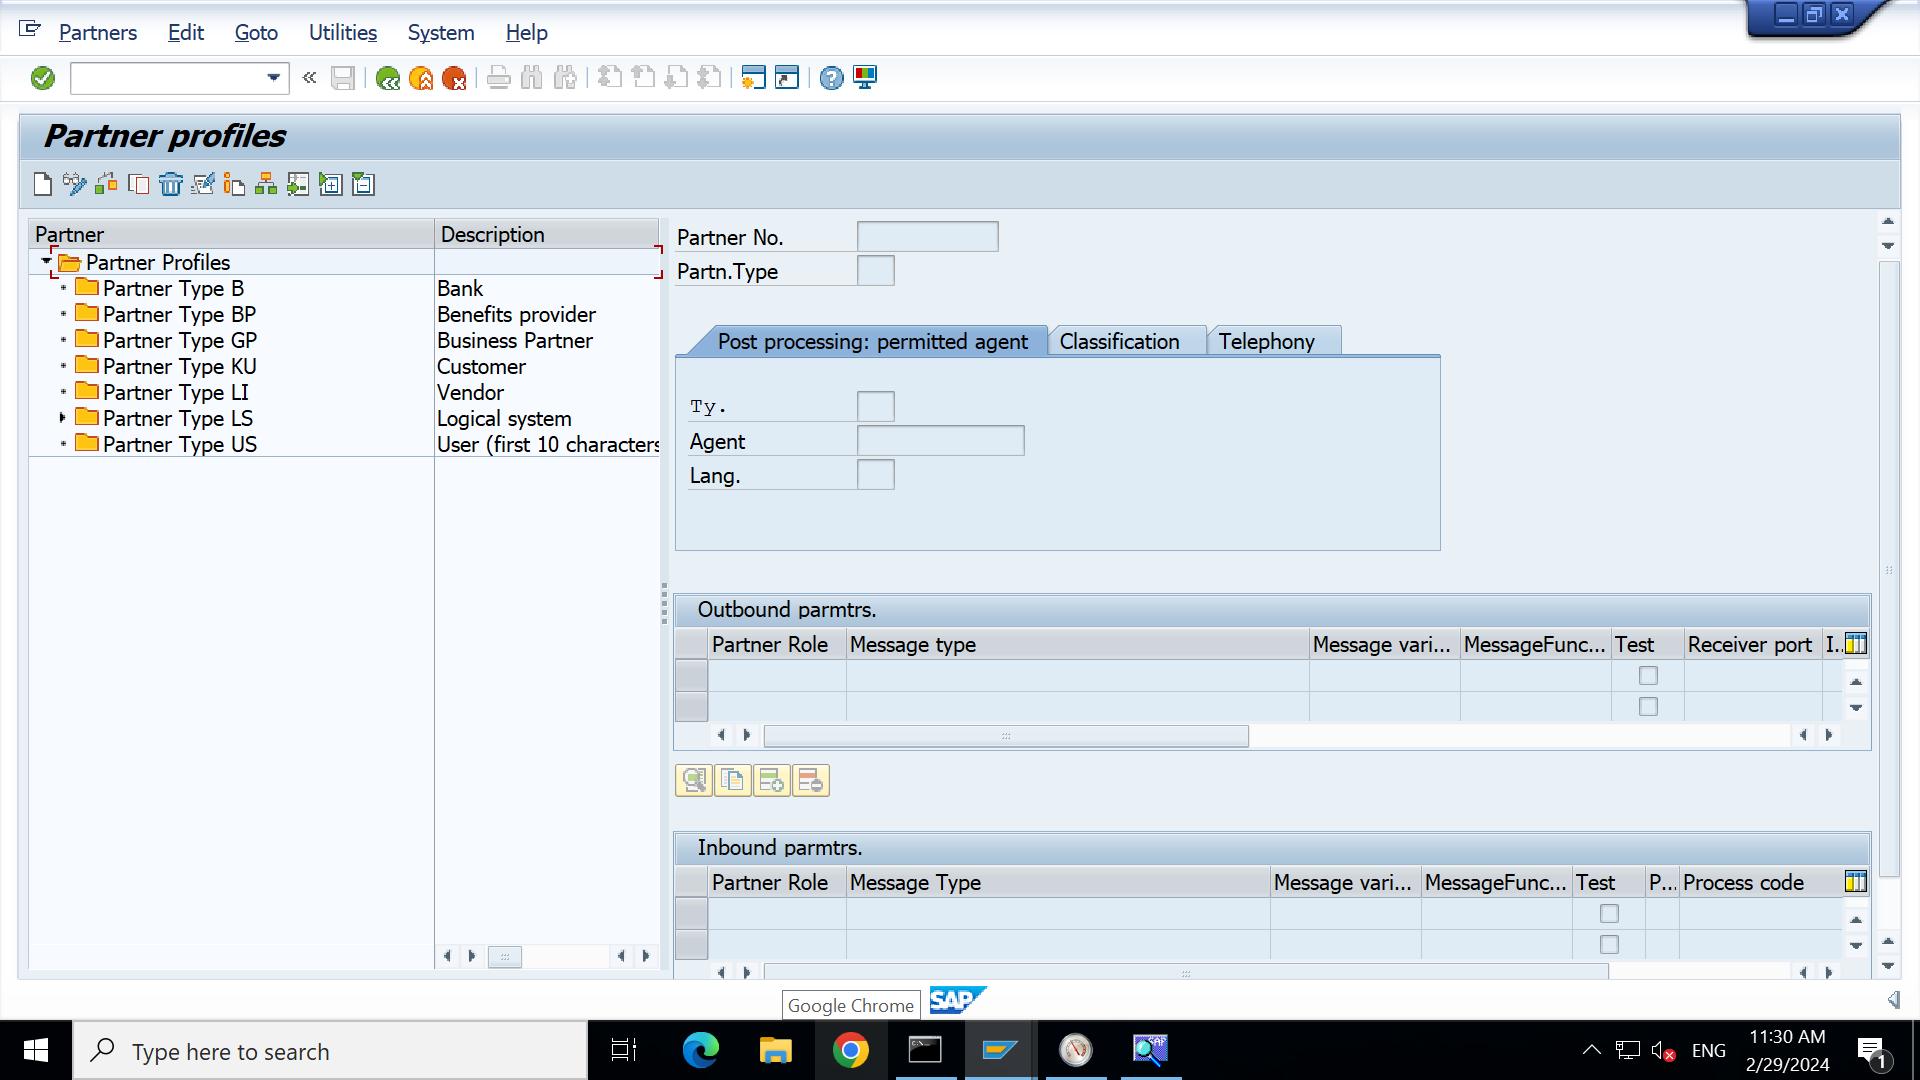 Partners Edit Goto Utilities System Help
Partner profiles
Partner Description
Partner Profiles
Partner Type B Bank
Partner Type BP Benefits provider
Partner Type GP Business Partner
Partner Type KU Customer
Partner Type LI Vendor
Partner Type LS Logical system
Partner Type US User (first 10 characters
Partner No.
Partn.Type
Post processing: permitted agent Classification Telephony
Ty.
Agent
Lang.
Outbound parmtrs.
Partner Role Message type Message vari... MessageFunc... Test Receiver port I..
Inbound parmtrs.
Partner Role Message Type Message vari... MessageFunc... Test P... Process code
Google Chrome SAP
Type here to search
ENG
11:30 AM
2/29/2024
1